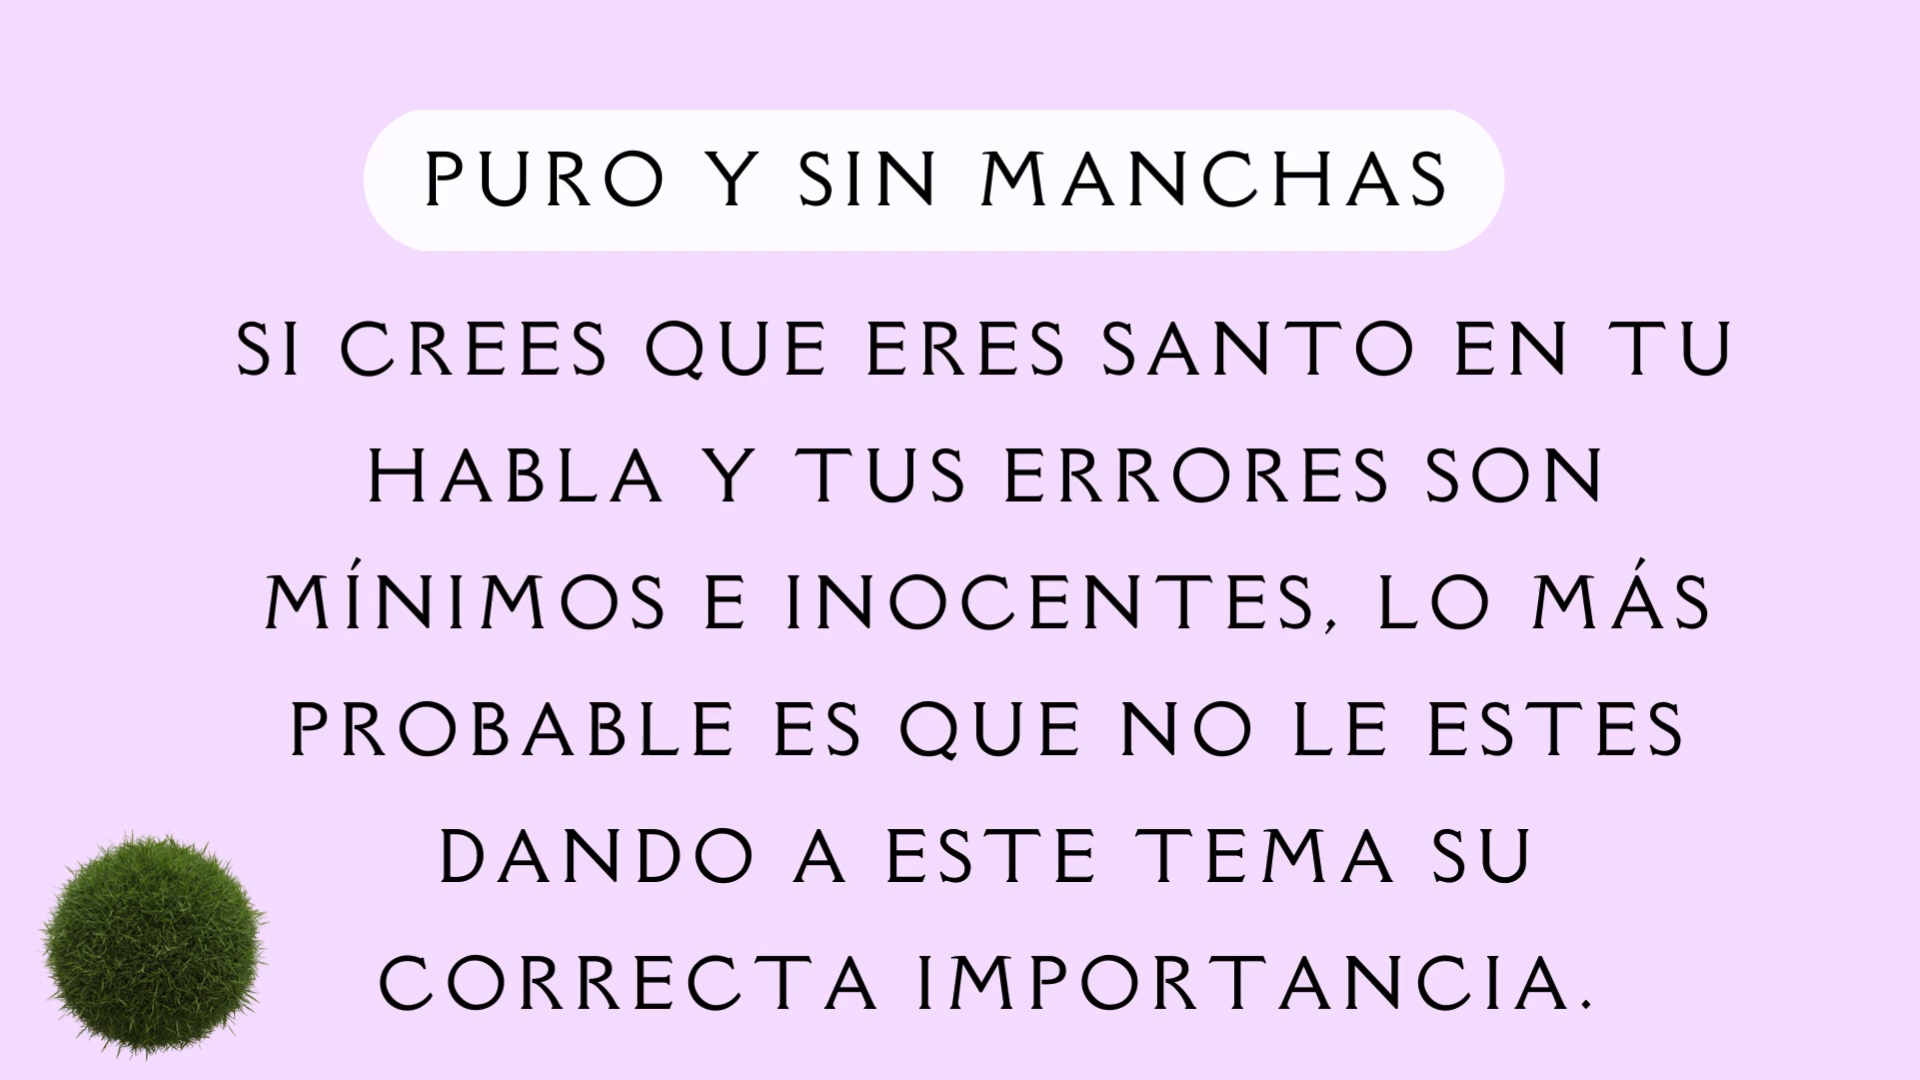 PURO Y SIN MANCHAS
SI CREES QUE ERES SANTO EN TU
HABLA Y TUS ERRORES SON
MÍNIMOS E INOCENTES, LO MÁS
PROBABLE ES QUE NO LE ESTES
DANDO A ESTE TEMA SU
CORRECTA IMPORTANCIA.